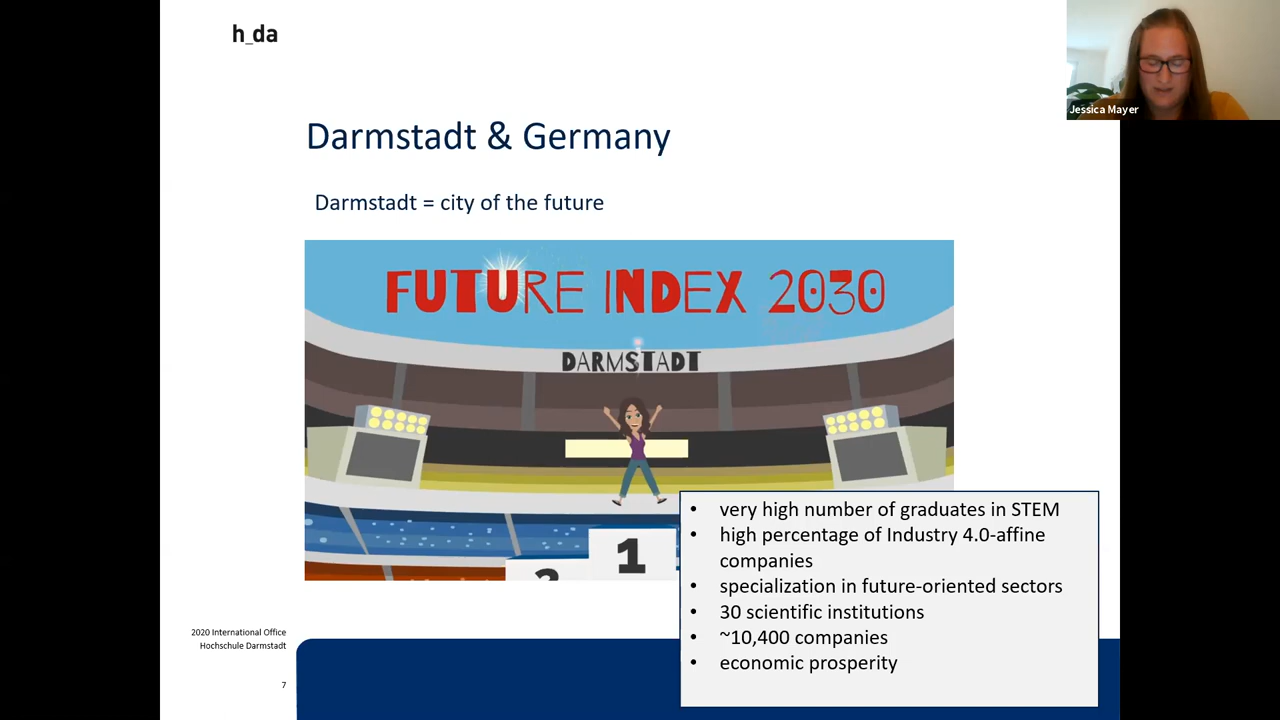 h_da
Jessica Mayer
Darmstadt & Germany
Darmstadt = city of the future
FUTURE INDEX 2030
DARMSTADT
1
2
• very high number of graduates in STEM
• high percentage of Industry 4.0-affine
companies
• specialization in future-oriented sectors
• 30 scientific institutions
• ~10,400 companies
• economic prosperity
2020 International Office
Hochschule Darmstadt
7